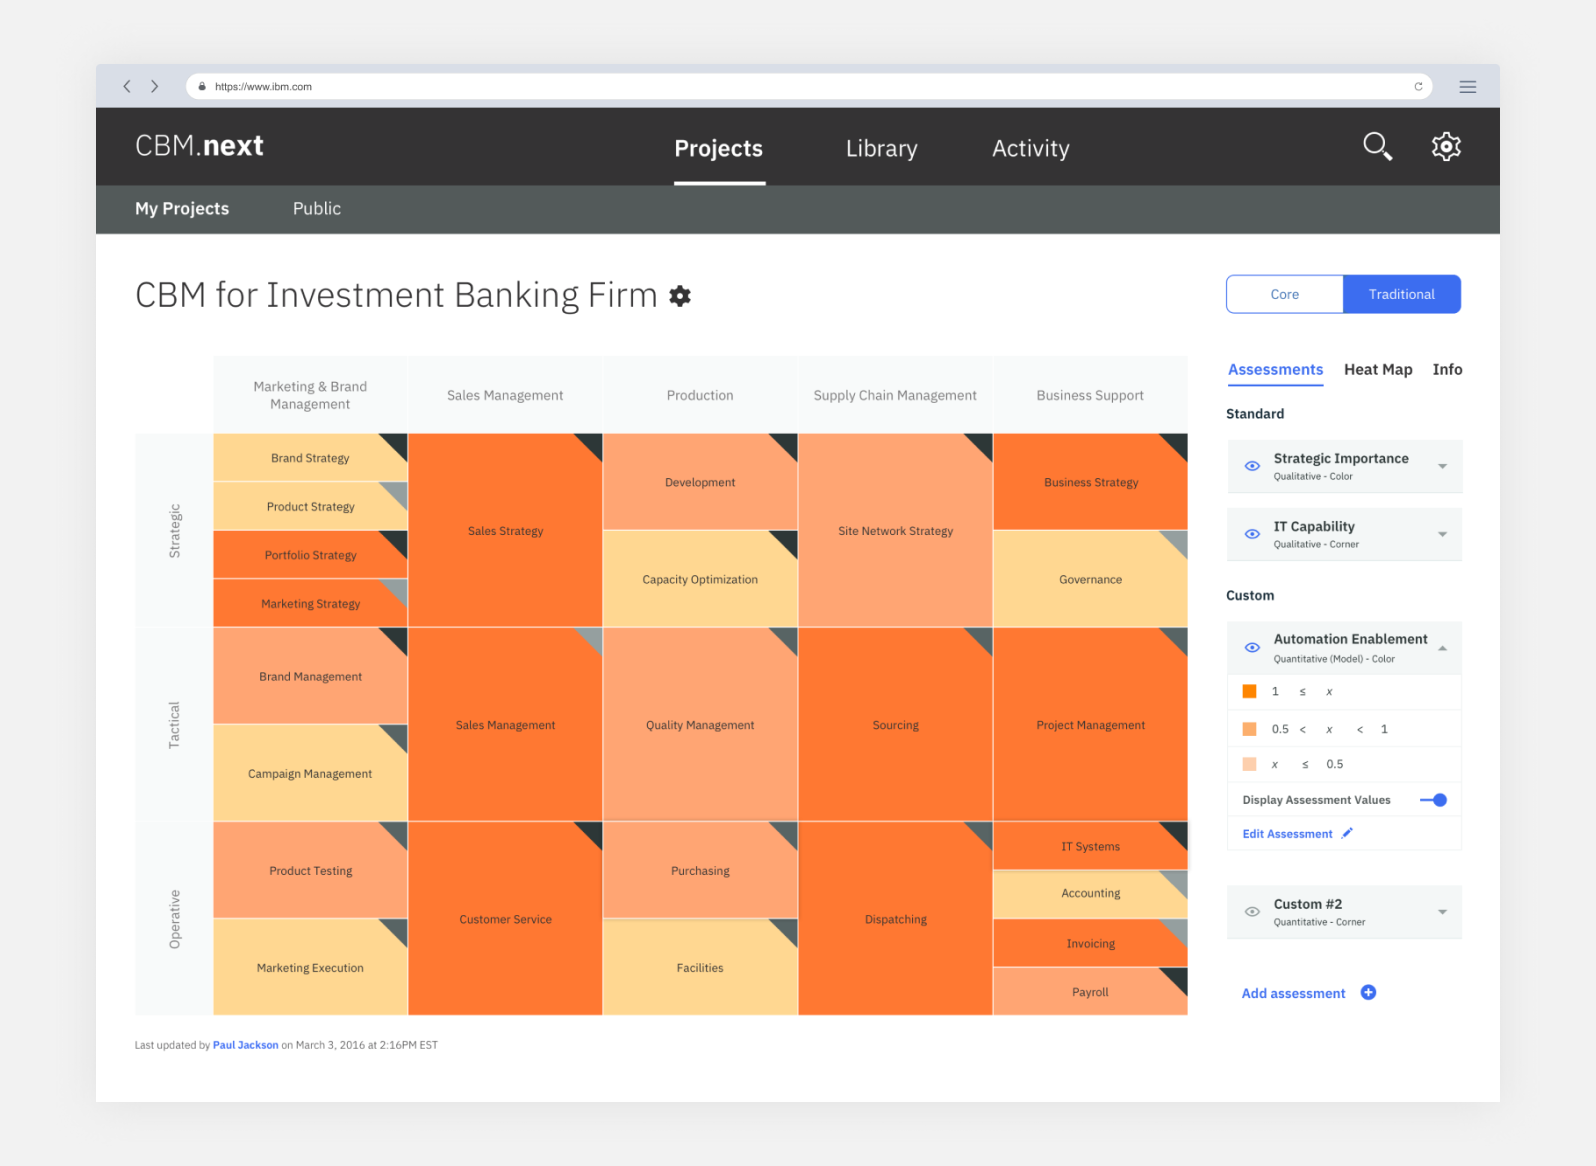 https://www.ibm.com
CBM.next
Projects
Library
Activity
My Projects
Public
CBM for Investment Banking Firm
Core
Traditional
Marketing & Brand
Management
Sales Management
Production
Supply Chain Management
Business Support
Strategic
Brand Strategy
Product Strategy
Portfolio Strategy
Marketing Strategy
Sales Strategy
Development
Capacity Optimization
Site Network Strategy
Business Strategy
Governance
Tactical
Brand Management
Campaign Management
Sales Management
Quality Management
Sourcing
Project Management
Operative
Product Testing
Marketing Execution
Customer Service
Purchasing
Facilities
Dispatching
IT Systems
Accounting
Invoicing
Payroll
Last updated by Paul Jackson on March 3, 2016 at 2:16PM EST
Assessments
Heat Map
Info
Standard
Strategic Importance
Qualitative - Color
IT Capability
Qualitative - Corner
Custom
Automation Enablement
Quantitative (Model) - Color
1 ≤ x
0.5 < x < 1
x ≤ 0.5
Display Assessment Values
Edit Assessment
Custom #2
Quantitative - Corner
Add assessment